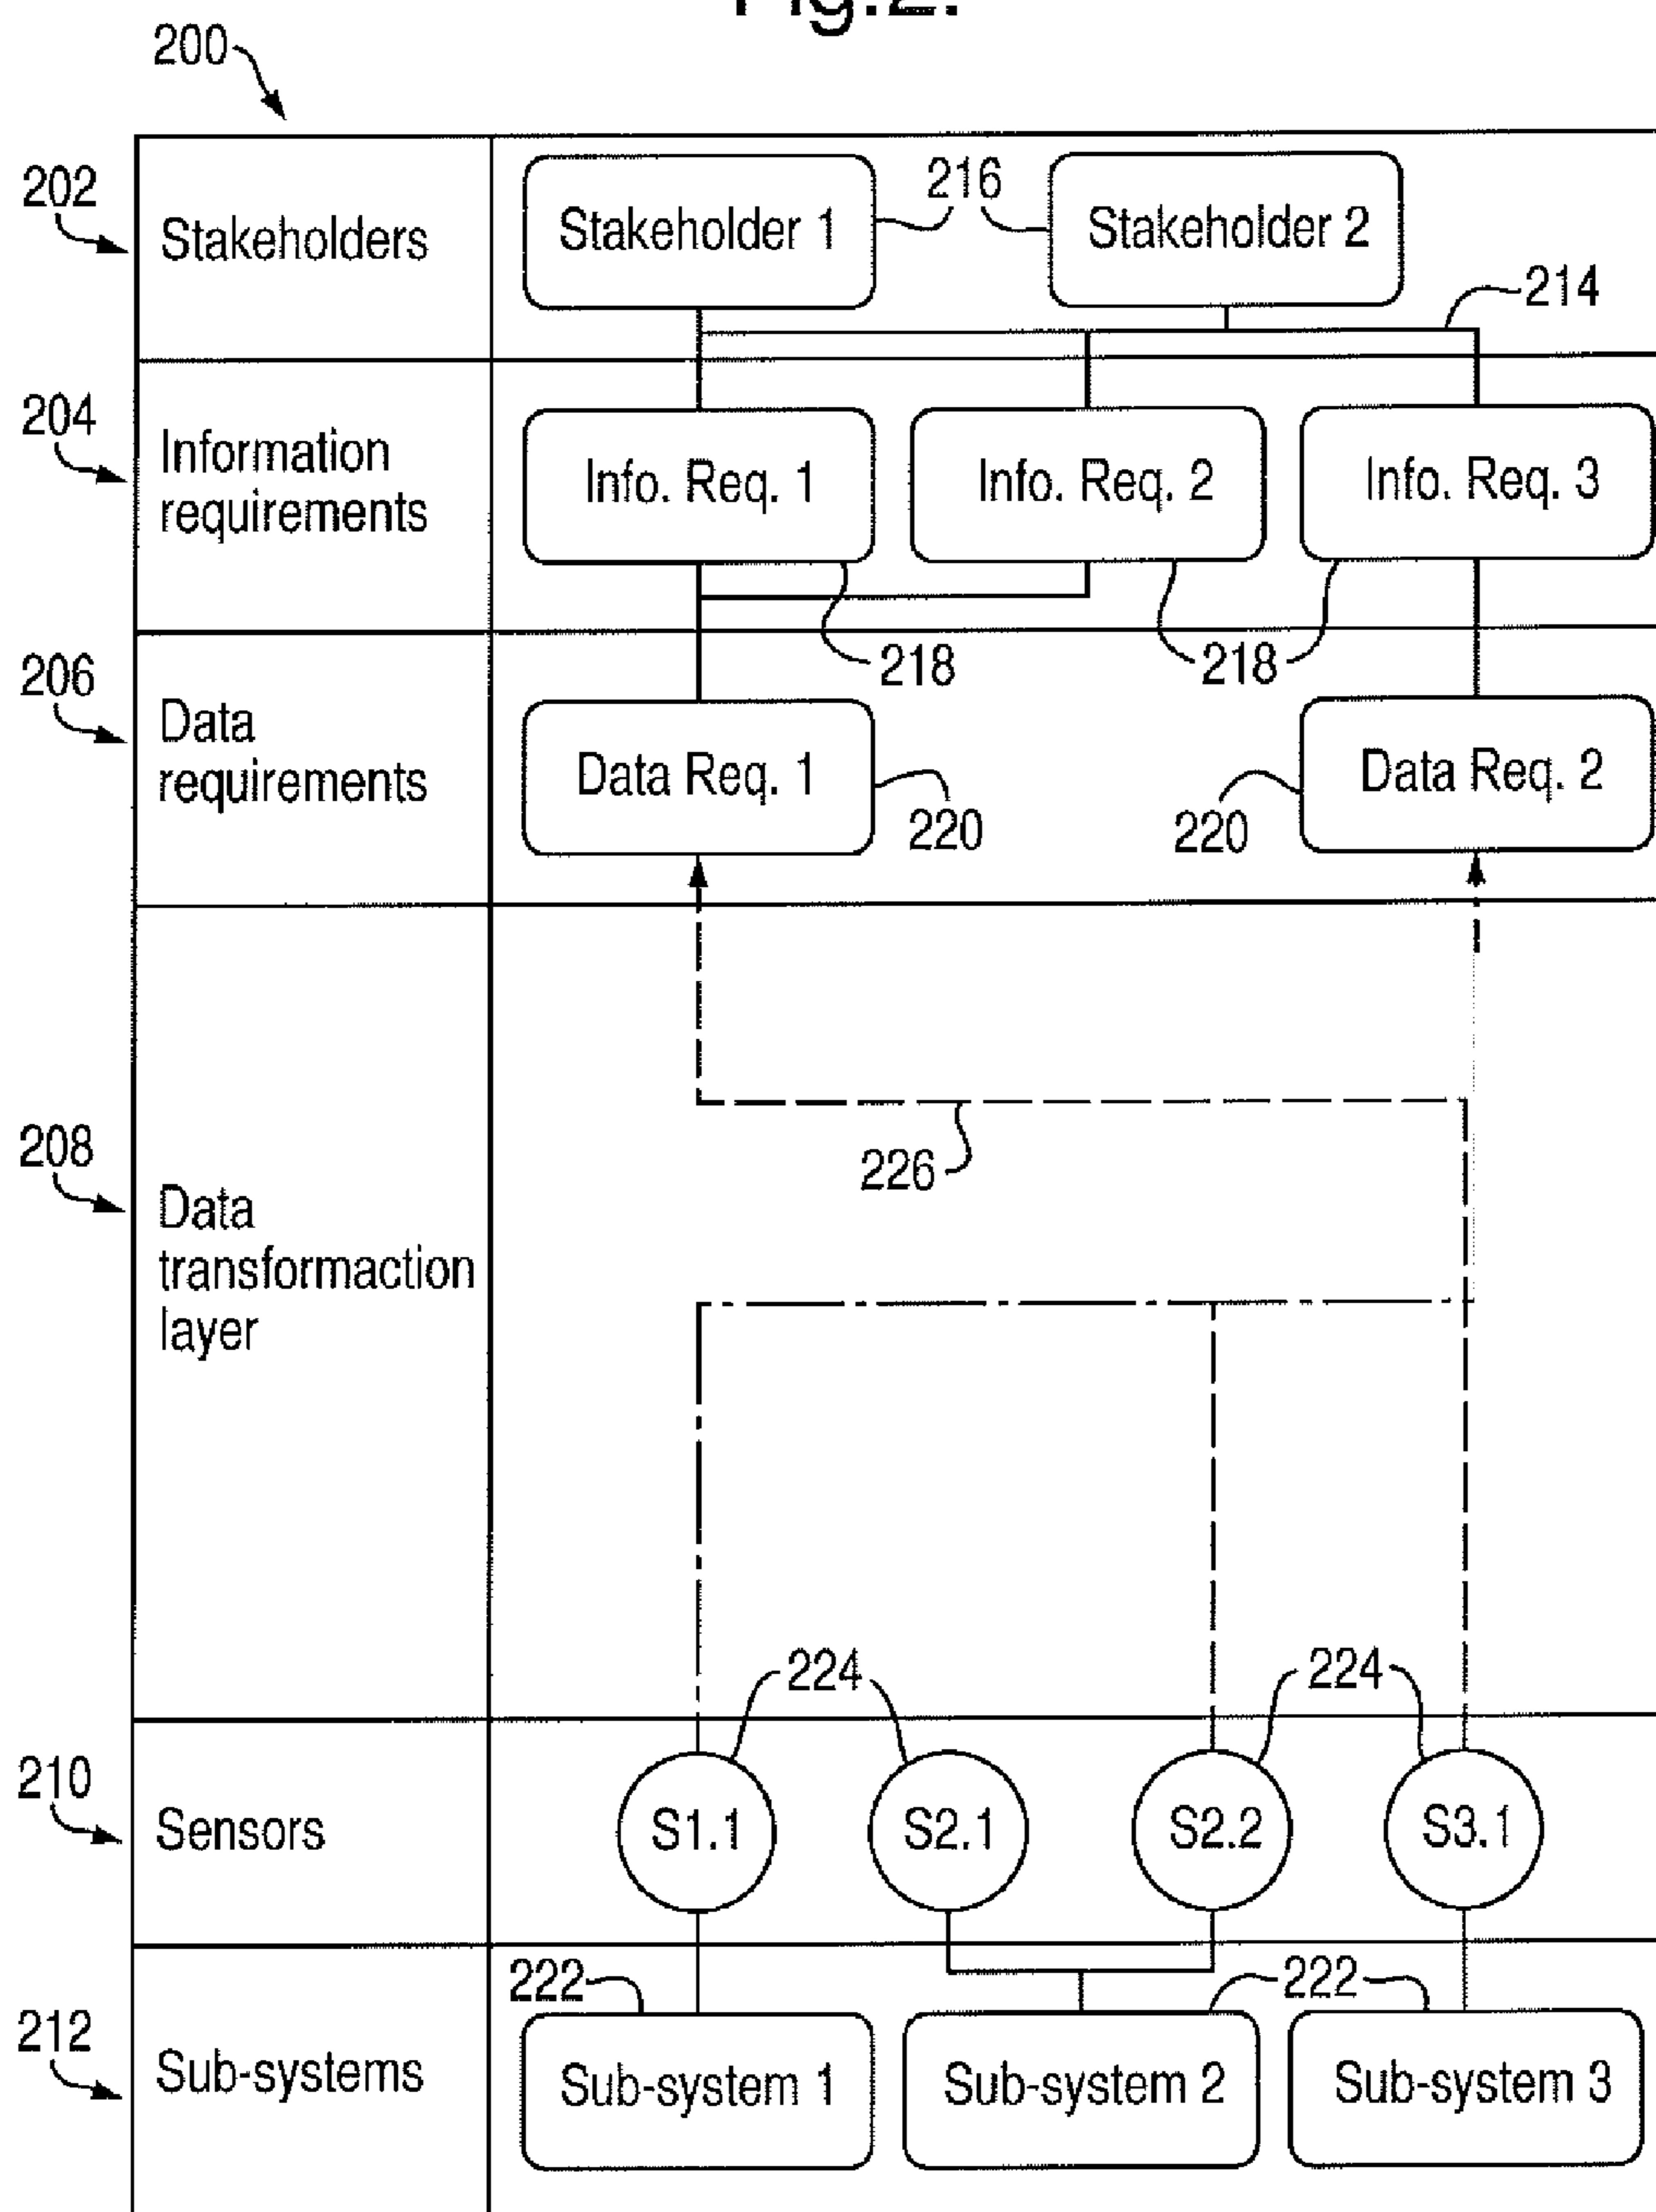 Fig.2.
200
202
Stakeholders
Stakeholder 1
216
Stakeholder 2
214
204
Information
requirements
Info. Req. 1
Info. Req. 2
Info. Req. 3
218
218
206
Data
requirements
Data Req. 1
220
220
Data Req. 2
208
Data
transformaction
layer
226
224
224
210
Sensors
S1.1
S2.1
S2.2
S3.1
222
222
212
Sub-systems
Sub-system 1
Sub-system 2
Sub-system 3